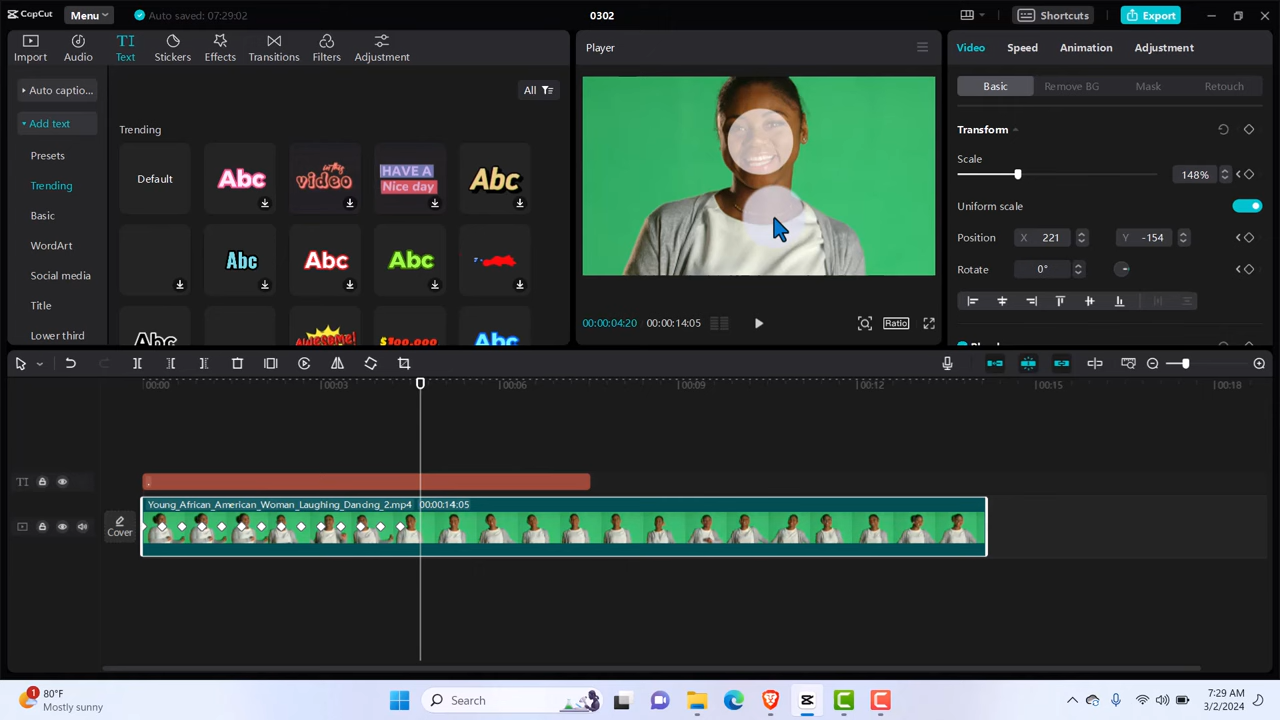 CapCut
Menu
Auto saved: 07:29:02
0302
Shortcuts
Export
Import
Audio
Text
Stickers
Effects
Transitions
Filters
Adjustment
Auto captio...
Add text
Presets
Trending
Basic
WordArt
Social media
Title
Lower third
All
Trending
Default
Abc
video
HAVE A
Nice day
Abc
Abc
Abc
Abc
Abc
AWESOME!
$100,000
Abc
Player
00:00:04:20
00:00:14:05
Ratio
Video
Speed
Animation
Adjustment
Basic
Remove BG
Mask
Retouch
Transform
Scale
148%
Uniform scale
Position
X
221
Y
-154
Rotate
0°
00:00
00:03
00:06
00:09
00:12
00:15
00:18
TI
Cover
Young_African_American_Woman_Laughing_Dancing_2.mp4 00:00:14:05
1
80°F
Mostly sunny
Search
7:29 AM
3/2/2024